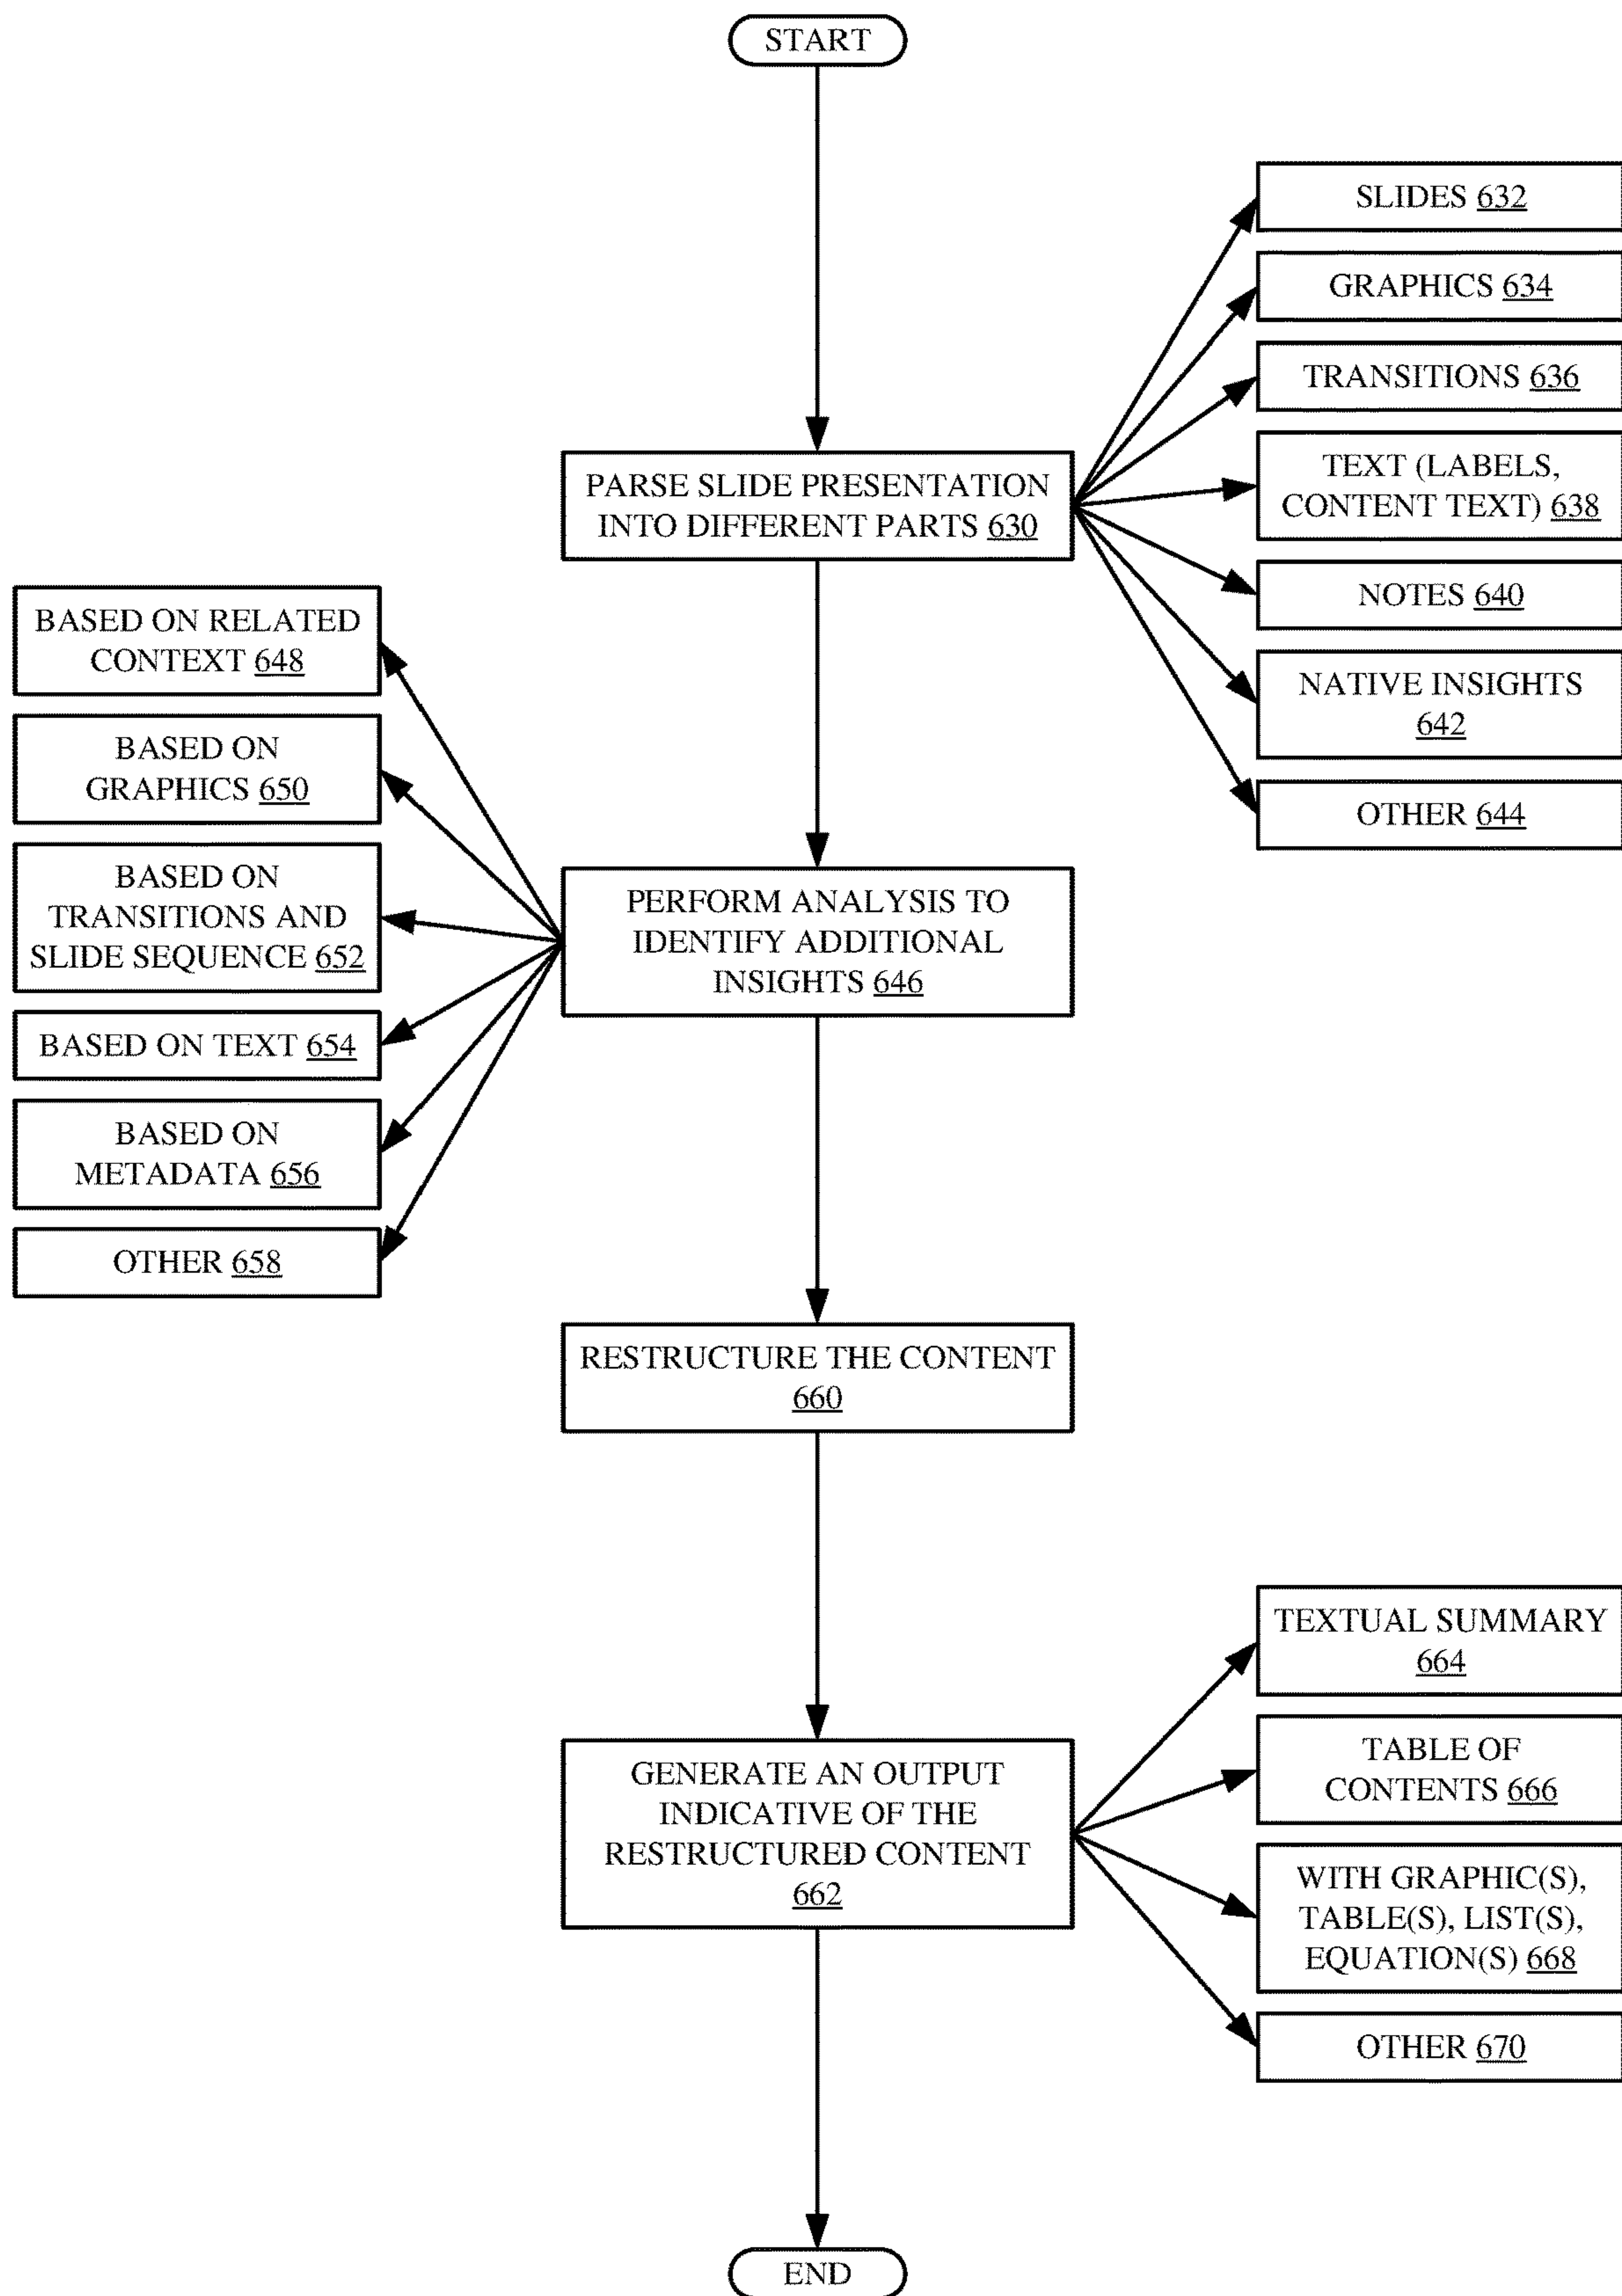 START
SLIDES 632
GRAPHICS 634
TRANSITIONS 636
TEXT (LABELS,
CONTENT TEXT) 638
NOTES 640
NATIVE INSIGHTS
642
OTHER 644
PARSE SLIDE PRESENTATION
INTO DIFFERENT PARTS 630
BASED ON RELATED
CONTEXT 648
BASED ON
GRAPHICS 650
BASED ON
TRANSITIONS AND
SLIDE SEQUENCE 652
BASED ON TEXT 654
BASED ON
METADATA 656
OTHER 658
PERFORM ANALYSIS TO
IDENTIFY ADDITIONAL
INSIGHTS 646
RESTRUCTURE THE CONTENT
660
GENERATE AN OUTPUT
INDICATIVE OF THE
RESTRUCTURED CONTENT
662
TEXTUAL SUMMARY
664
TABLE OF
CONTENTS 666
WITH GRAPHIC(S),
TABLE(S), LIST(S),
EQUATION(S) 668
OTHER 670
END